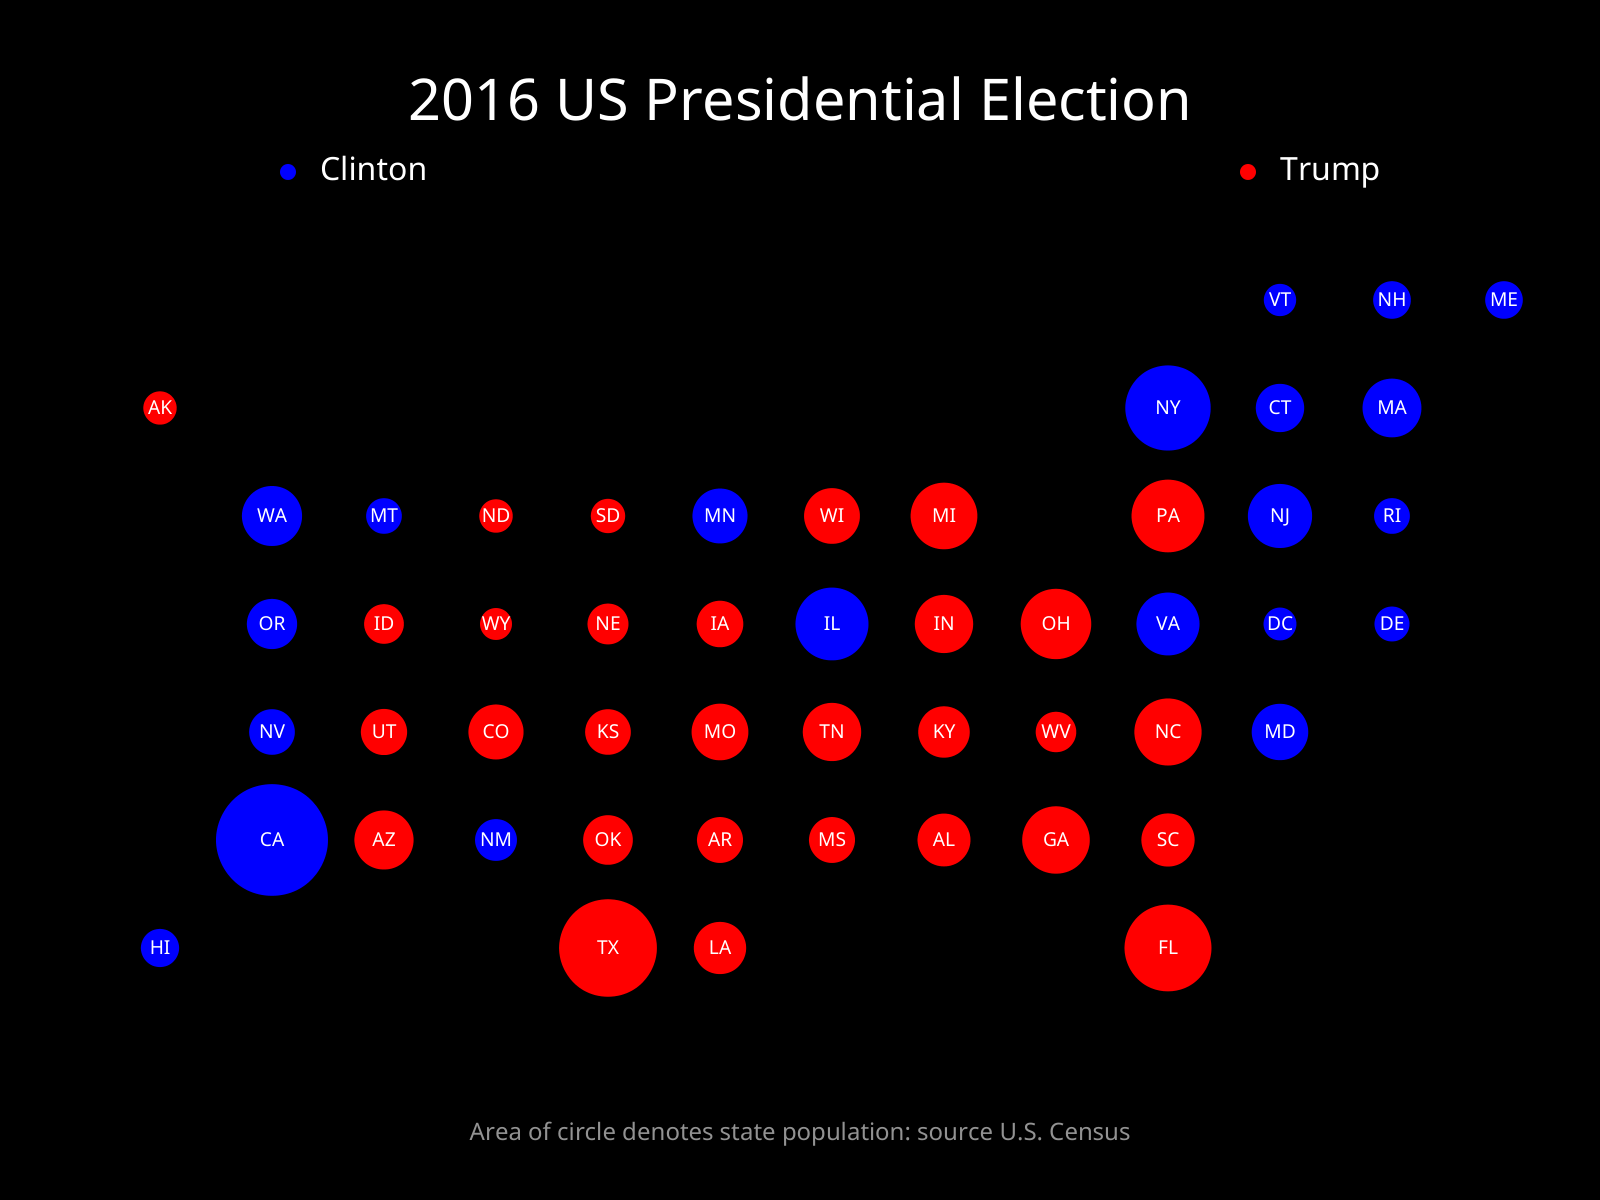 2016 US Presidential Election
Clinton Trump
VT NH ME
AK NY CT MA
WA MT ND SD MN WI MI PA NJ RI
OR ID WY NE IA IL IN OH VA DC DE
NV UT CO KS MO TN KY WV NC MD
CA AZ NM OK AR MS AL GA SC
HI TX LA FL
Area of circle denotes state population: source U.S. Census